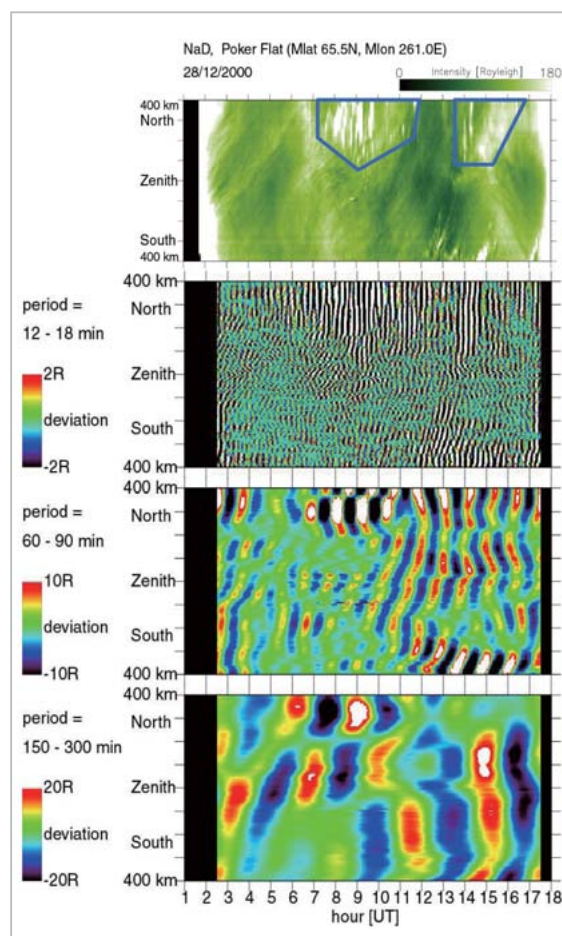 NaD, Poker Flat (Mlat 65.5N, Mlon 261.0E)
28/12/2000
0 Intensity [Rayleigh] 180
400 km
North
Zenith
South
400 km
period =
12 - 18 min
2R
deviation
-2R
400 km
North
Zenith
South
400 km
period =
60 - 90 min
10R
deviation
-10R
400 km
North
Zenith
South
400 km
period =
150 - 300 min
20R
deviation
-20R
400 km
North
Zenith
South
400 km
1 2 3 4 5 6 7 8 9 10 11 12 13 14 15 16 17 18
hour [UT]